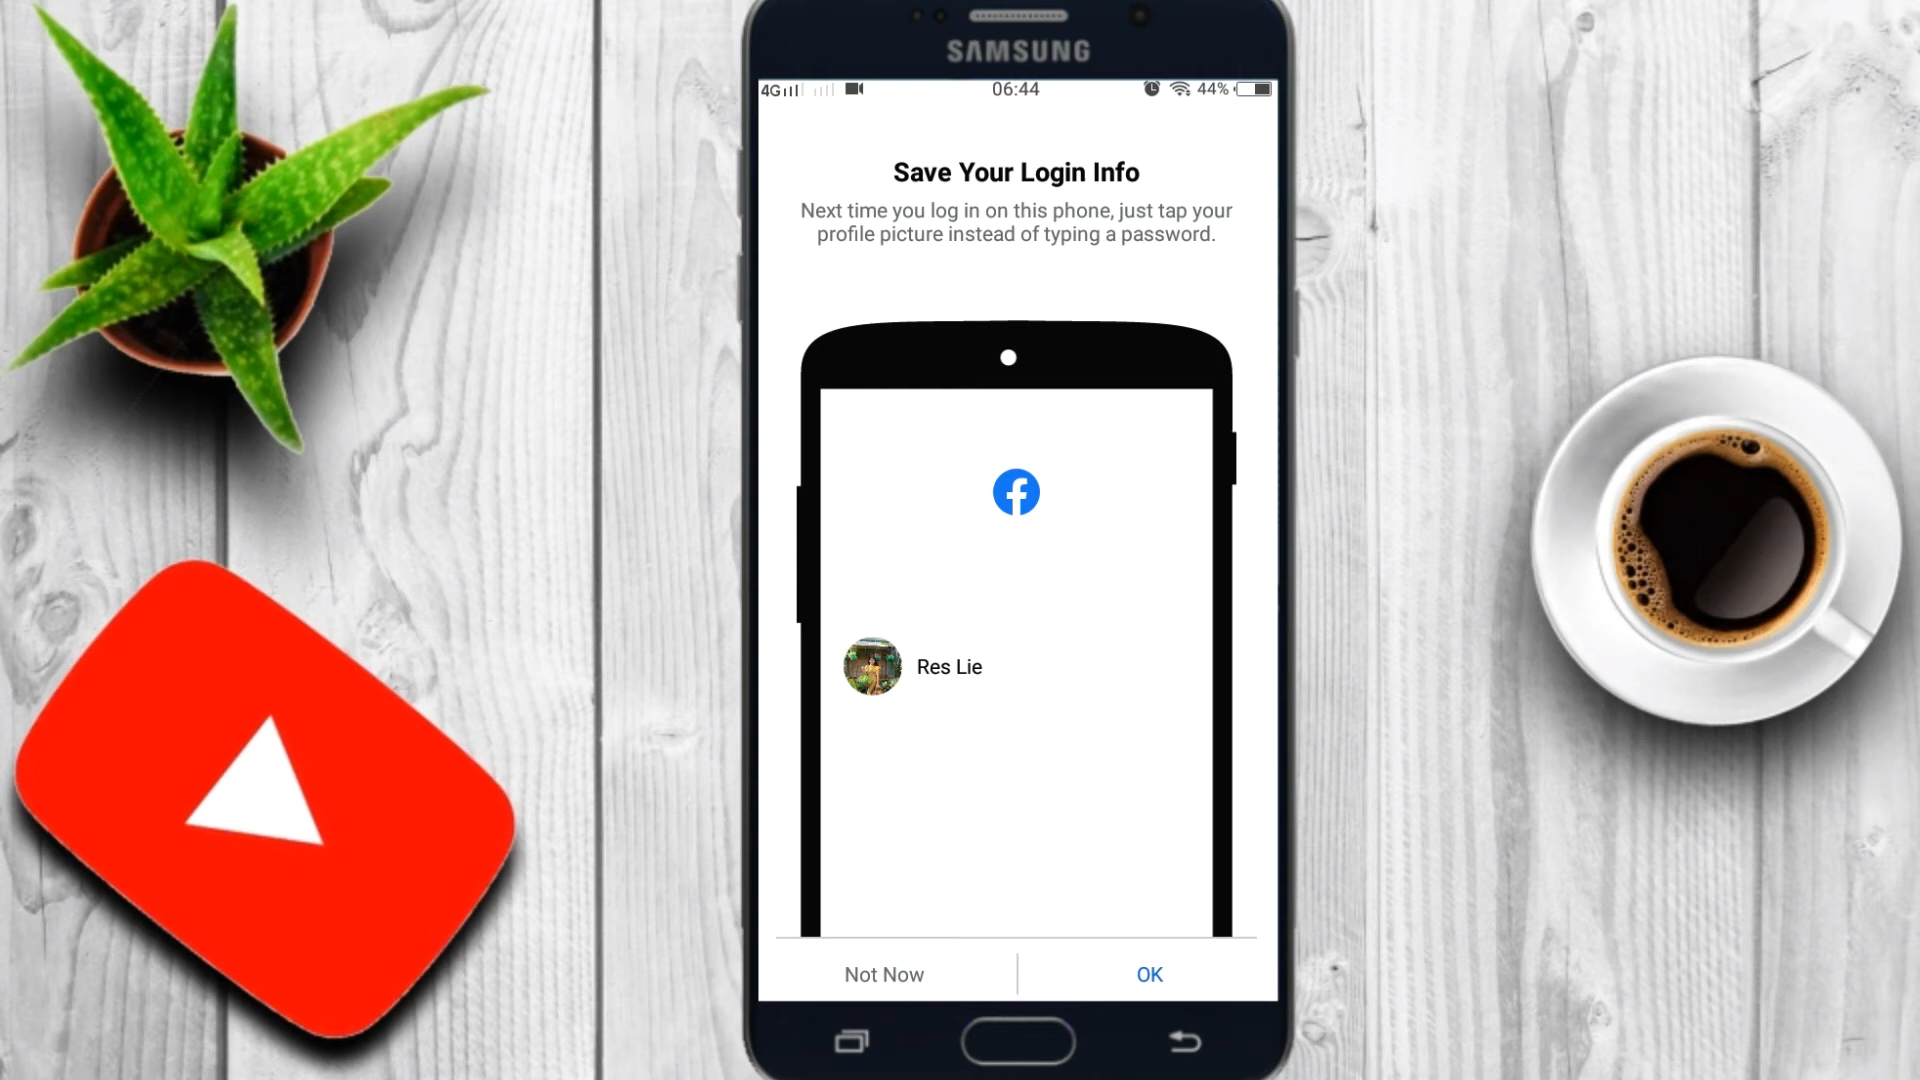 SAMSUNG
4G 06:44 44%
Save Your Login Info
Next time you log in on this phone, just tap your
profile picture instead of typing a password.
Res Lie
Not Now OK